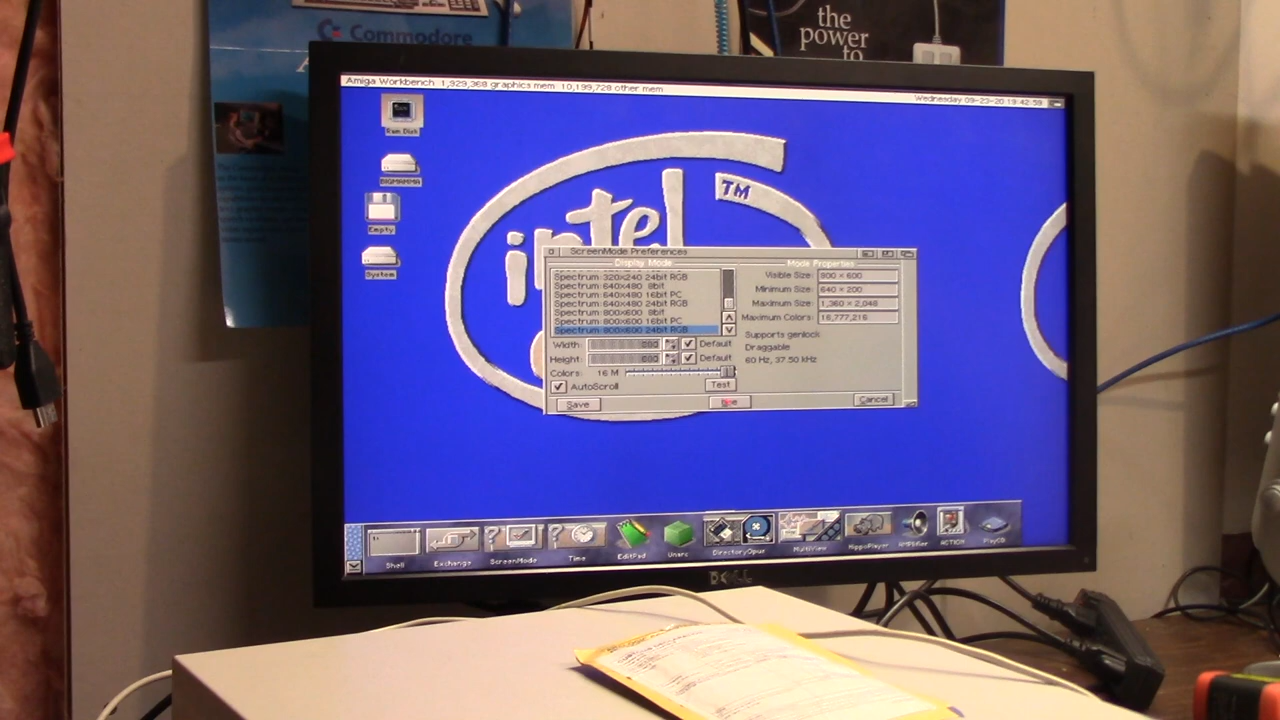 Commodore
the
power
to
Amiga Workbench 1,929,368 graphics mem 10,199,728 other mem
Wednesday 09-23-20 19:42:59
Ram Disk
BIGMAMMA
Empty
System
intel
TM
ScreenMode Preferences
Display Mode
Spectrum: 320x240 24bit RGB
Spectrum: 640x480 8bit
Spectrum: 640x480 16bit PC
Spectrum: 640x480 24bit RGB
Spectrum: 800x600 8bit
Spectrum: 800x600 16bit PC
Spectrum: 800x600 24bit RGB
Width: 800 Default
Height: 600 Default
Colors: 16 M
AutoScroll
Test
Save
Use
Cancel
Mode Properties
Visible Size: 800 x 600
Minimum Size: 640 x 200
Maximum Size: 1,360 x 2,048
Maximum Colors: 16,777,216
Supports genlock
Draggable
60 Hz, 37.50 kHz
Shell
Exchange
ScreenMode
Time
EditPad
Unarc
DirectoryOpus
MultiView
HippoPlayer
AMPlifier
ACTION
PlayCD
DELL